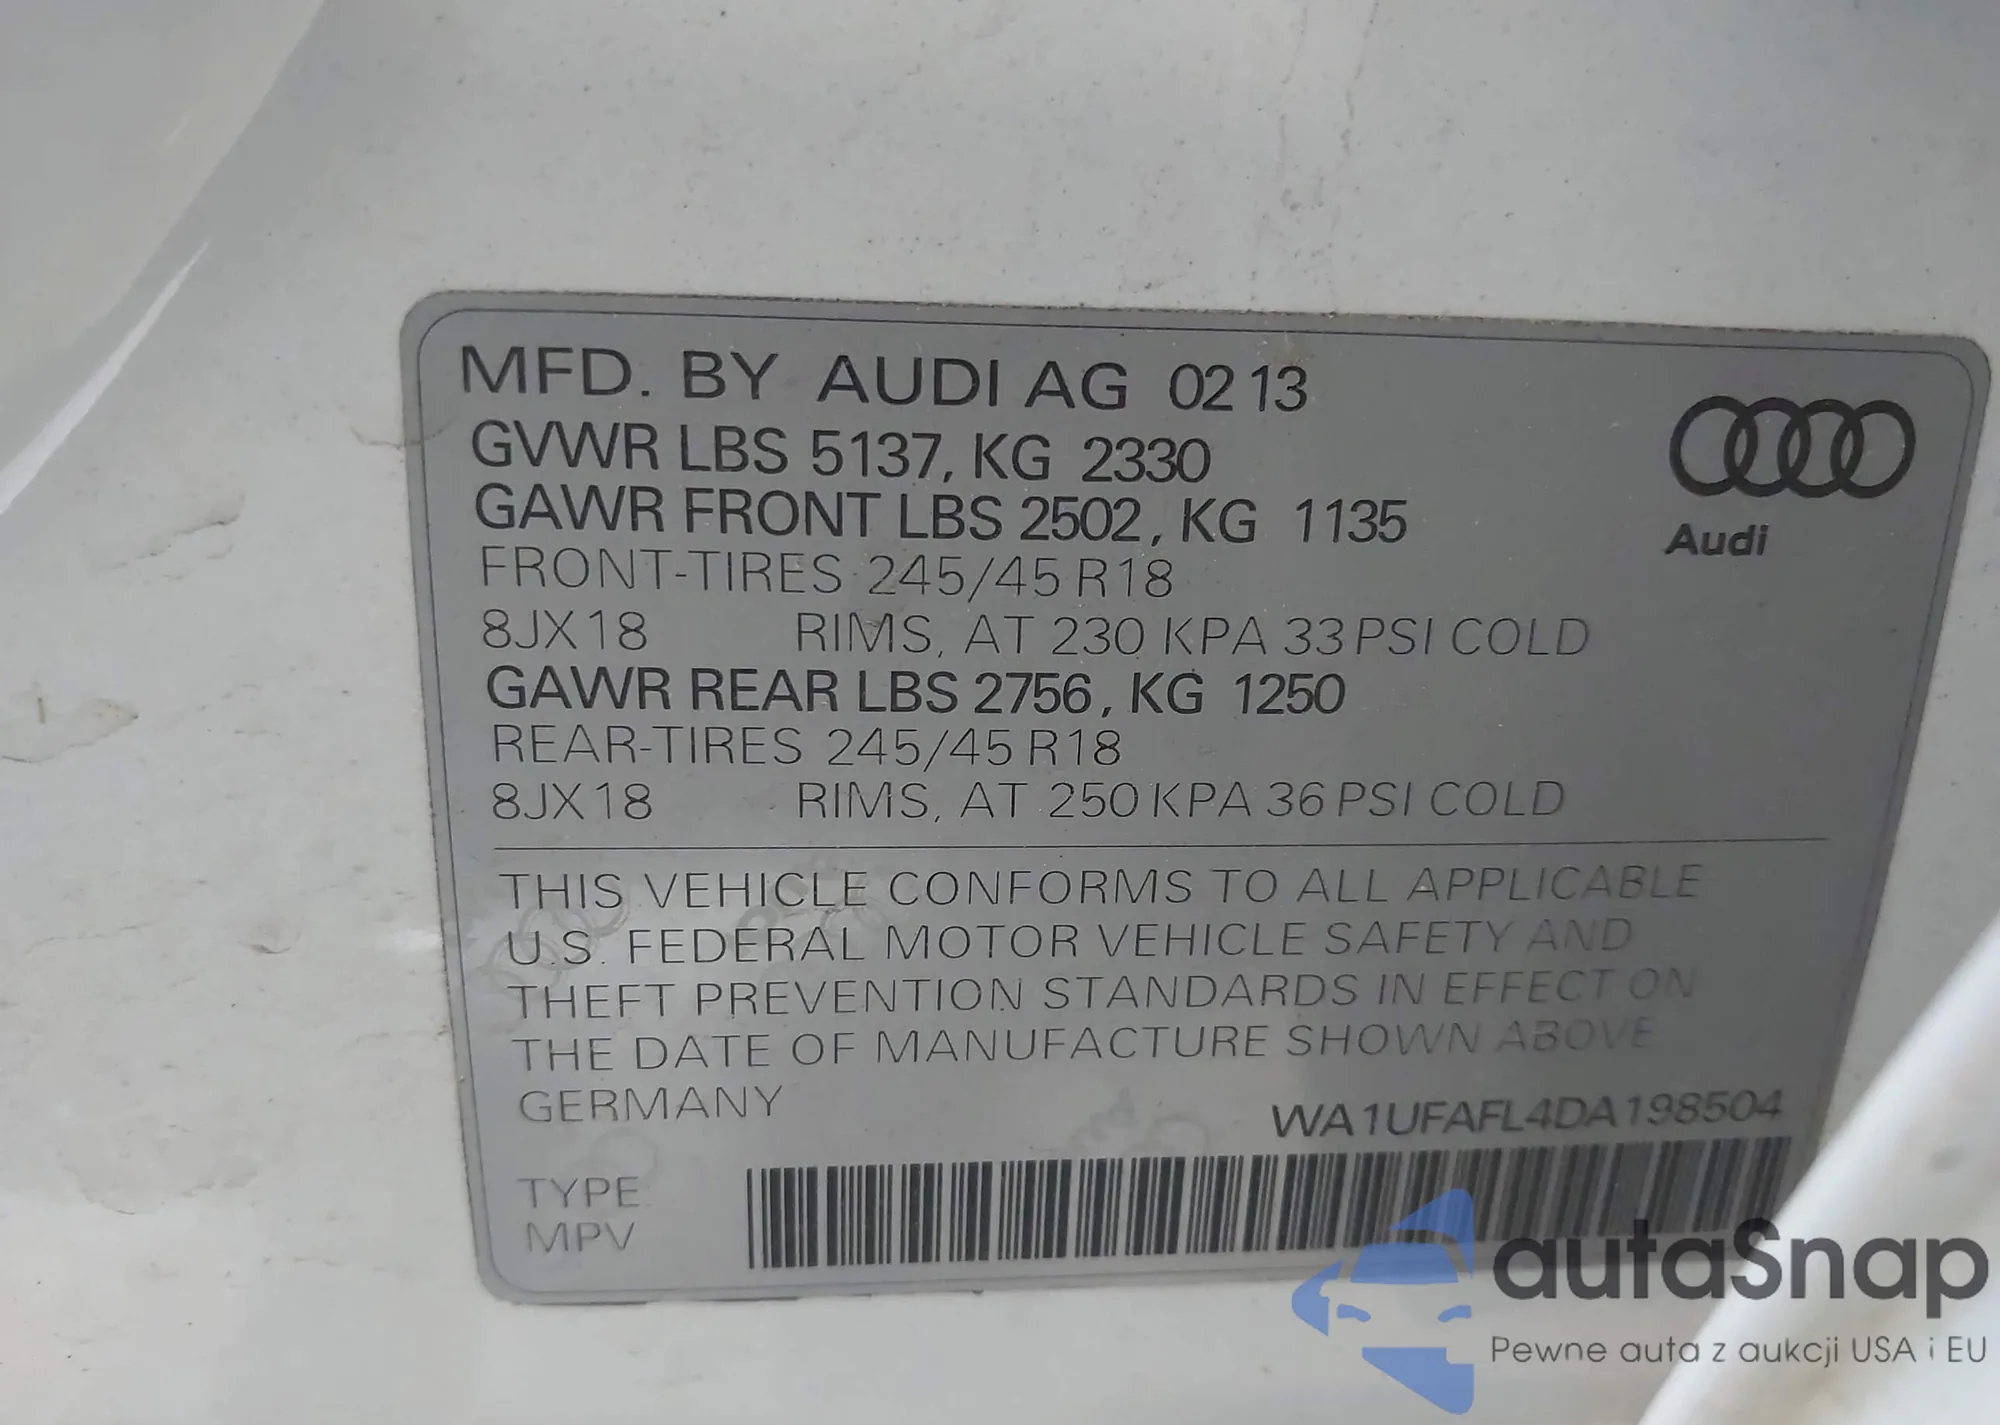 MFD. BY AUDI AG 02 13
GVWR LBS 5137, KG 2330
GAWR FRONT LBS 2502, KG 1135
FRONT-TIRES 245/45 R18
8JX18 RIMS, AT 230 KPA 33 PSI COLD
GAWR REAR LBS 2756, KG 1250
REAR-TIRES 245/45 R18
8JX18 RIMS, AT 250 KPA 36 PSI COLD
Audi
THIS VEHICLE CONFORMS TO ALL APPLICABLE
U.S. FEDERAL MOTOR VEHICLE SAFETY AND
THEFT PREVENTION STANDARDS IN EFFECT ON
THE DATE OF MANUFACTURE SHOWN ABOVE
GERMANY
WA1UFAFL4DA198504
TYPE:
MPV
autaSnap
Pewne auta z aukcji USA i EU